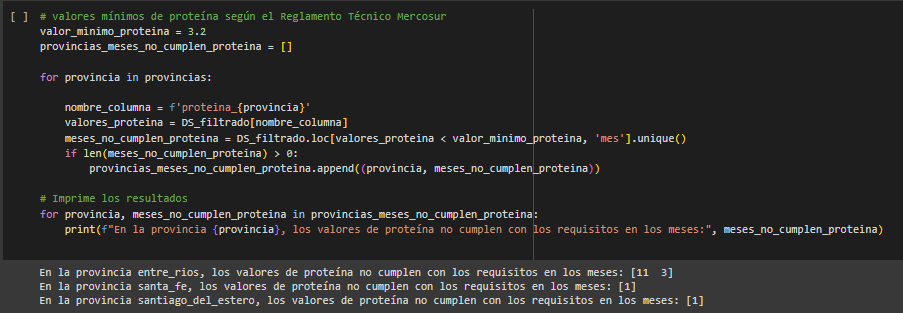 [ ] # valores mínimos de proteína según el Reglamento Técnico Mercosur
valor_minimo_proteina = 3.2
provincias_meses_no_cumplen_proteina = []
for provincia in provincias:
nombre_columna = f'proteina_{provincia}'
valores_proteina = DS_filtrado[nombre_columna]
meses_no_cumplen_proteina = DS_filtrado.loc[valores_proteina < valor_minimo_proteina, 'mes'].unique()
if len(meses_no_cumplen_proteina) > 0:
provincias_meses_no_cumplen_proteina.append((provincia, meses_no_cumplen_proteina))
# Imprime los resultados
for provincia, meses_no_cumplen_proteina in provincias_meses_no_cumplen_proteina:
print(f"En la provincia {provincia}, los valores de proteína no cumplen con los requisitos en los meses:", meses_no_cumplen_proteina)
En la provincia entre_rios, los valores de proteína no cumplen con los requisitos en los meses: [11  3]
En la provincia santa_fe, los valores de proteína no cumplen con los requisitos en los meses: [1]
En la provincia santiago_del_estero, los valores de proteína no cumplen con los requisitos en los meses: [1]